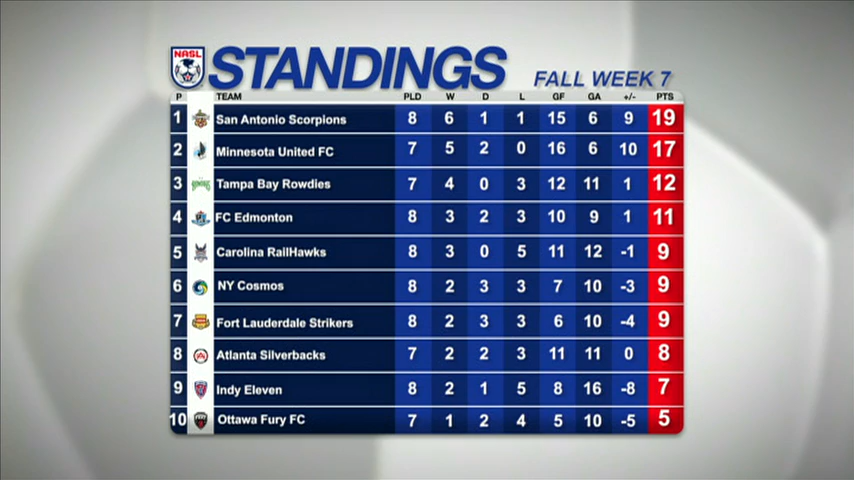 NASL
STANDINGS
FALL WEEK 7
P TEAM PLD W D L GF GA +/- PTS
1 San Antonio Scorpions 8 6 1 1 15 6 9 19
2 Minnesota United FC 7 5 2 0 16 6 10 17
3 Tampa Bay Rowdies 7 4 0 3 12 11 1 12
4 FC Edmonton 8 3 2 3 10 9 1 11
5 Carolina RailHawks 8 3 0 5 11 12 -1 9
6 NY Cosmos 8 2 3 3 7 10 -3 9
7 Fort Lauderdale Strikers 8 2 3 3 6 10 -4 9
8 Atlanta Silverbacks 7 2 2 3 11 11 0 8
9 Indy Eleven 8 2 1 5 8 16 -8 7
10 Ottawa Fury FC 7 1 2 4 5 10 -5 5